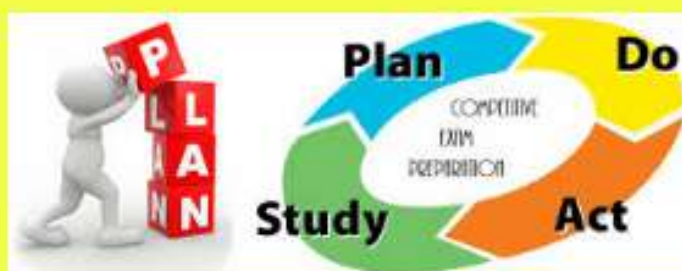 P
L L
A A
N N
Plan
Do
COMPETITIVE
EXAM
PREPARATION
Study
Act